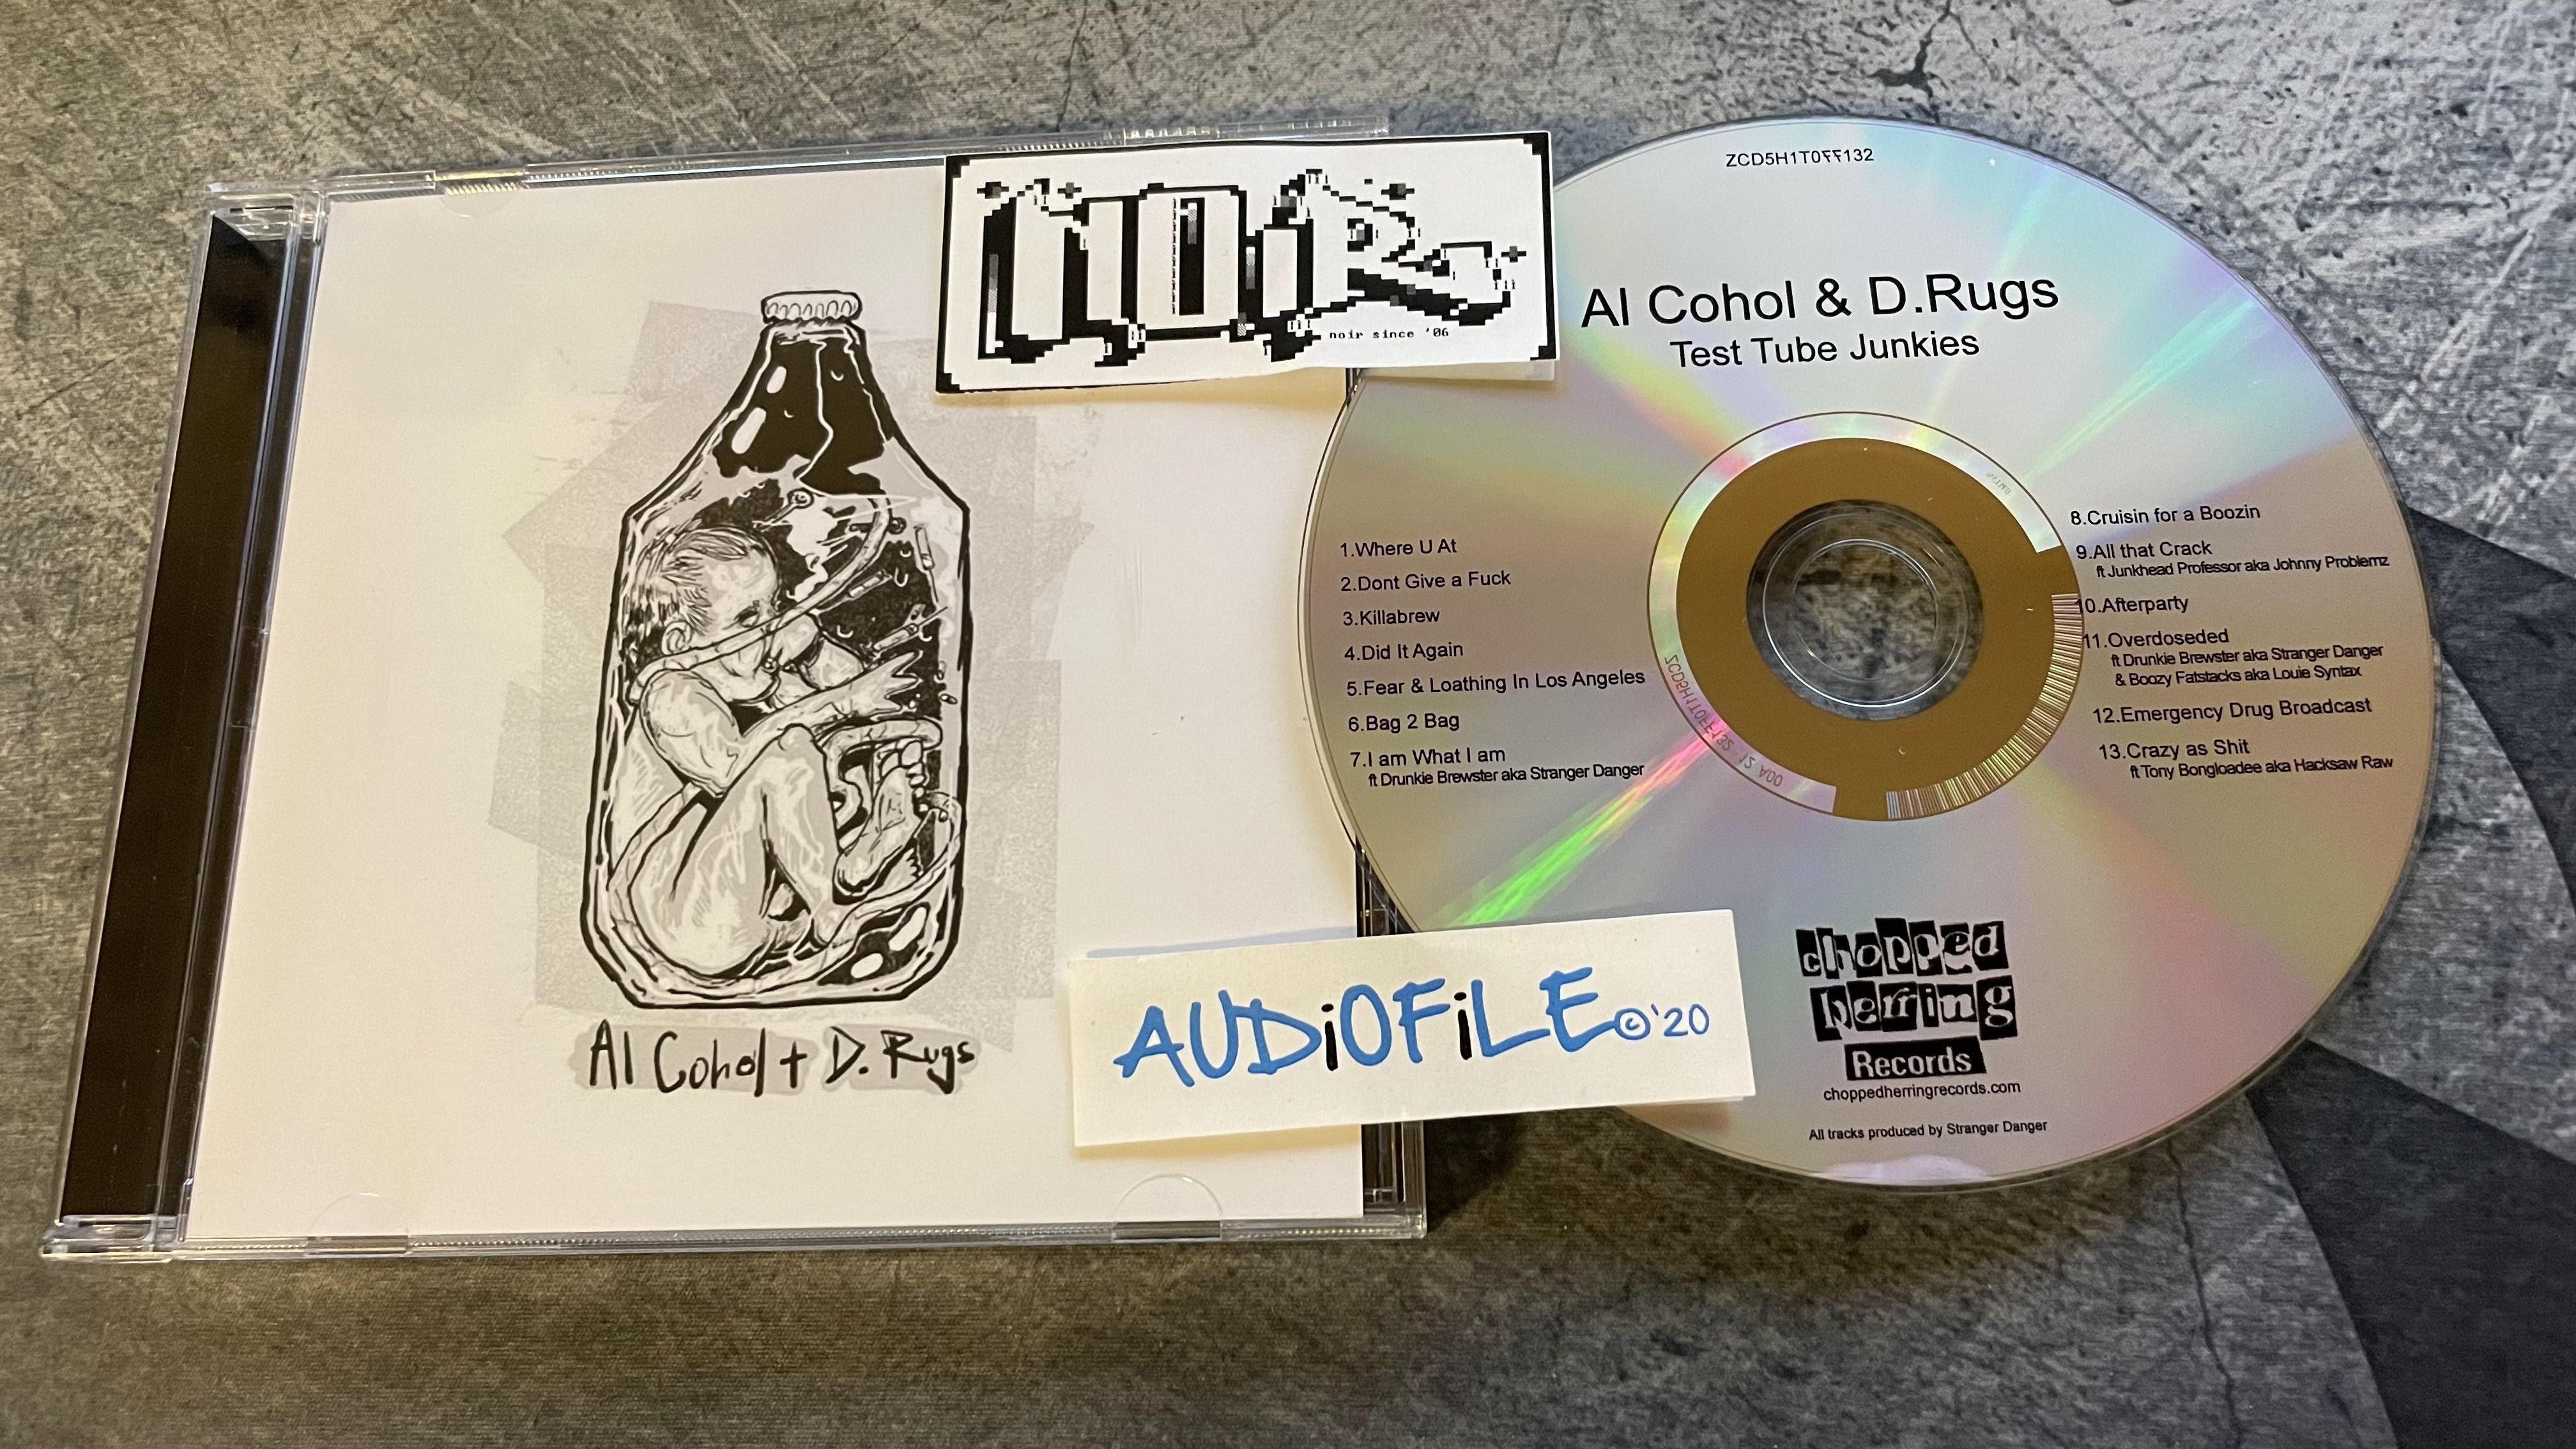 Al Cohol + D. Rugs
NOiR
noir since '06
AUDiOFiLE ©'20
ZCD5H1T0FF132
Al Cohol & D.Rugs
Test Tube Junkies
1.Where U At
2.Dont Give a Fuck
3.Killabrew
4.Did It Again
5.Fear & Loathing In Los Angeles
6.Bag 2 Bag
7.I am What I am
ft Drunkie Brewster aka Stranger Danger
8.Cruisin for a Boozin
9.All that Crack
ft Junkhead Professor aka Johnny Problemz
10.Afterparty
11.Overdoseded
ft Drunkie Brewster aka Stranger Danger
& Boozy Fatstacks aka Louie Syntax
12.Emergency Drug Broadcast
13.Crazy as Shit
ft Tony Bongloadee aka Hacksaw Raw
chopped
herring
Records
choppedherringrecords.com
All tracks produced by Stranger Danger